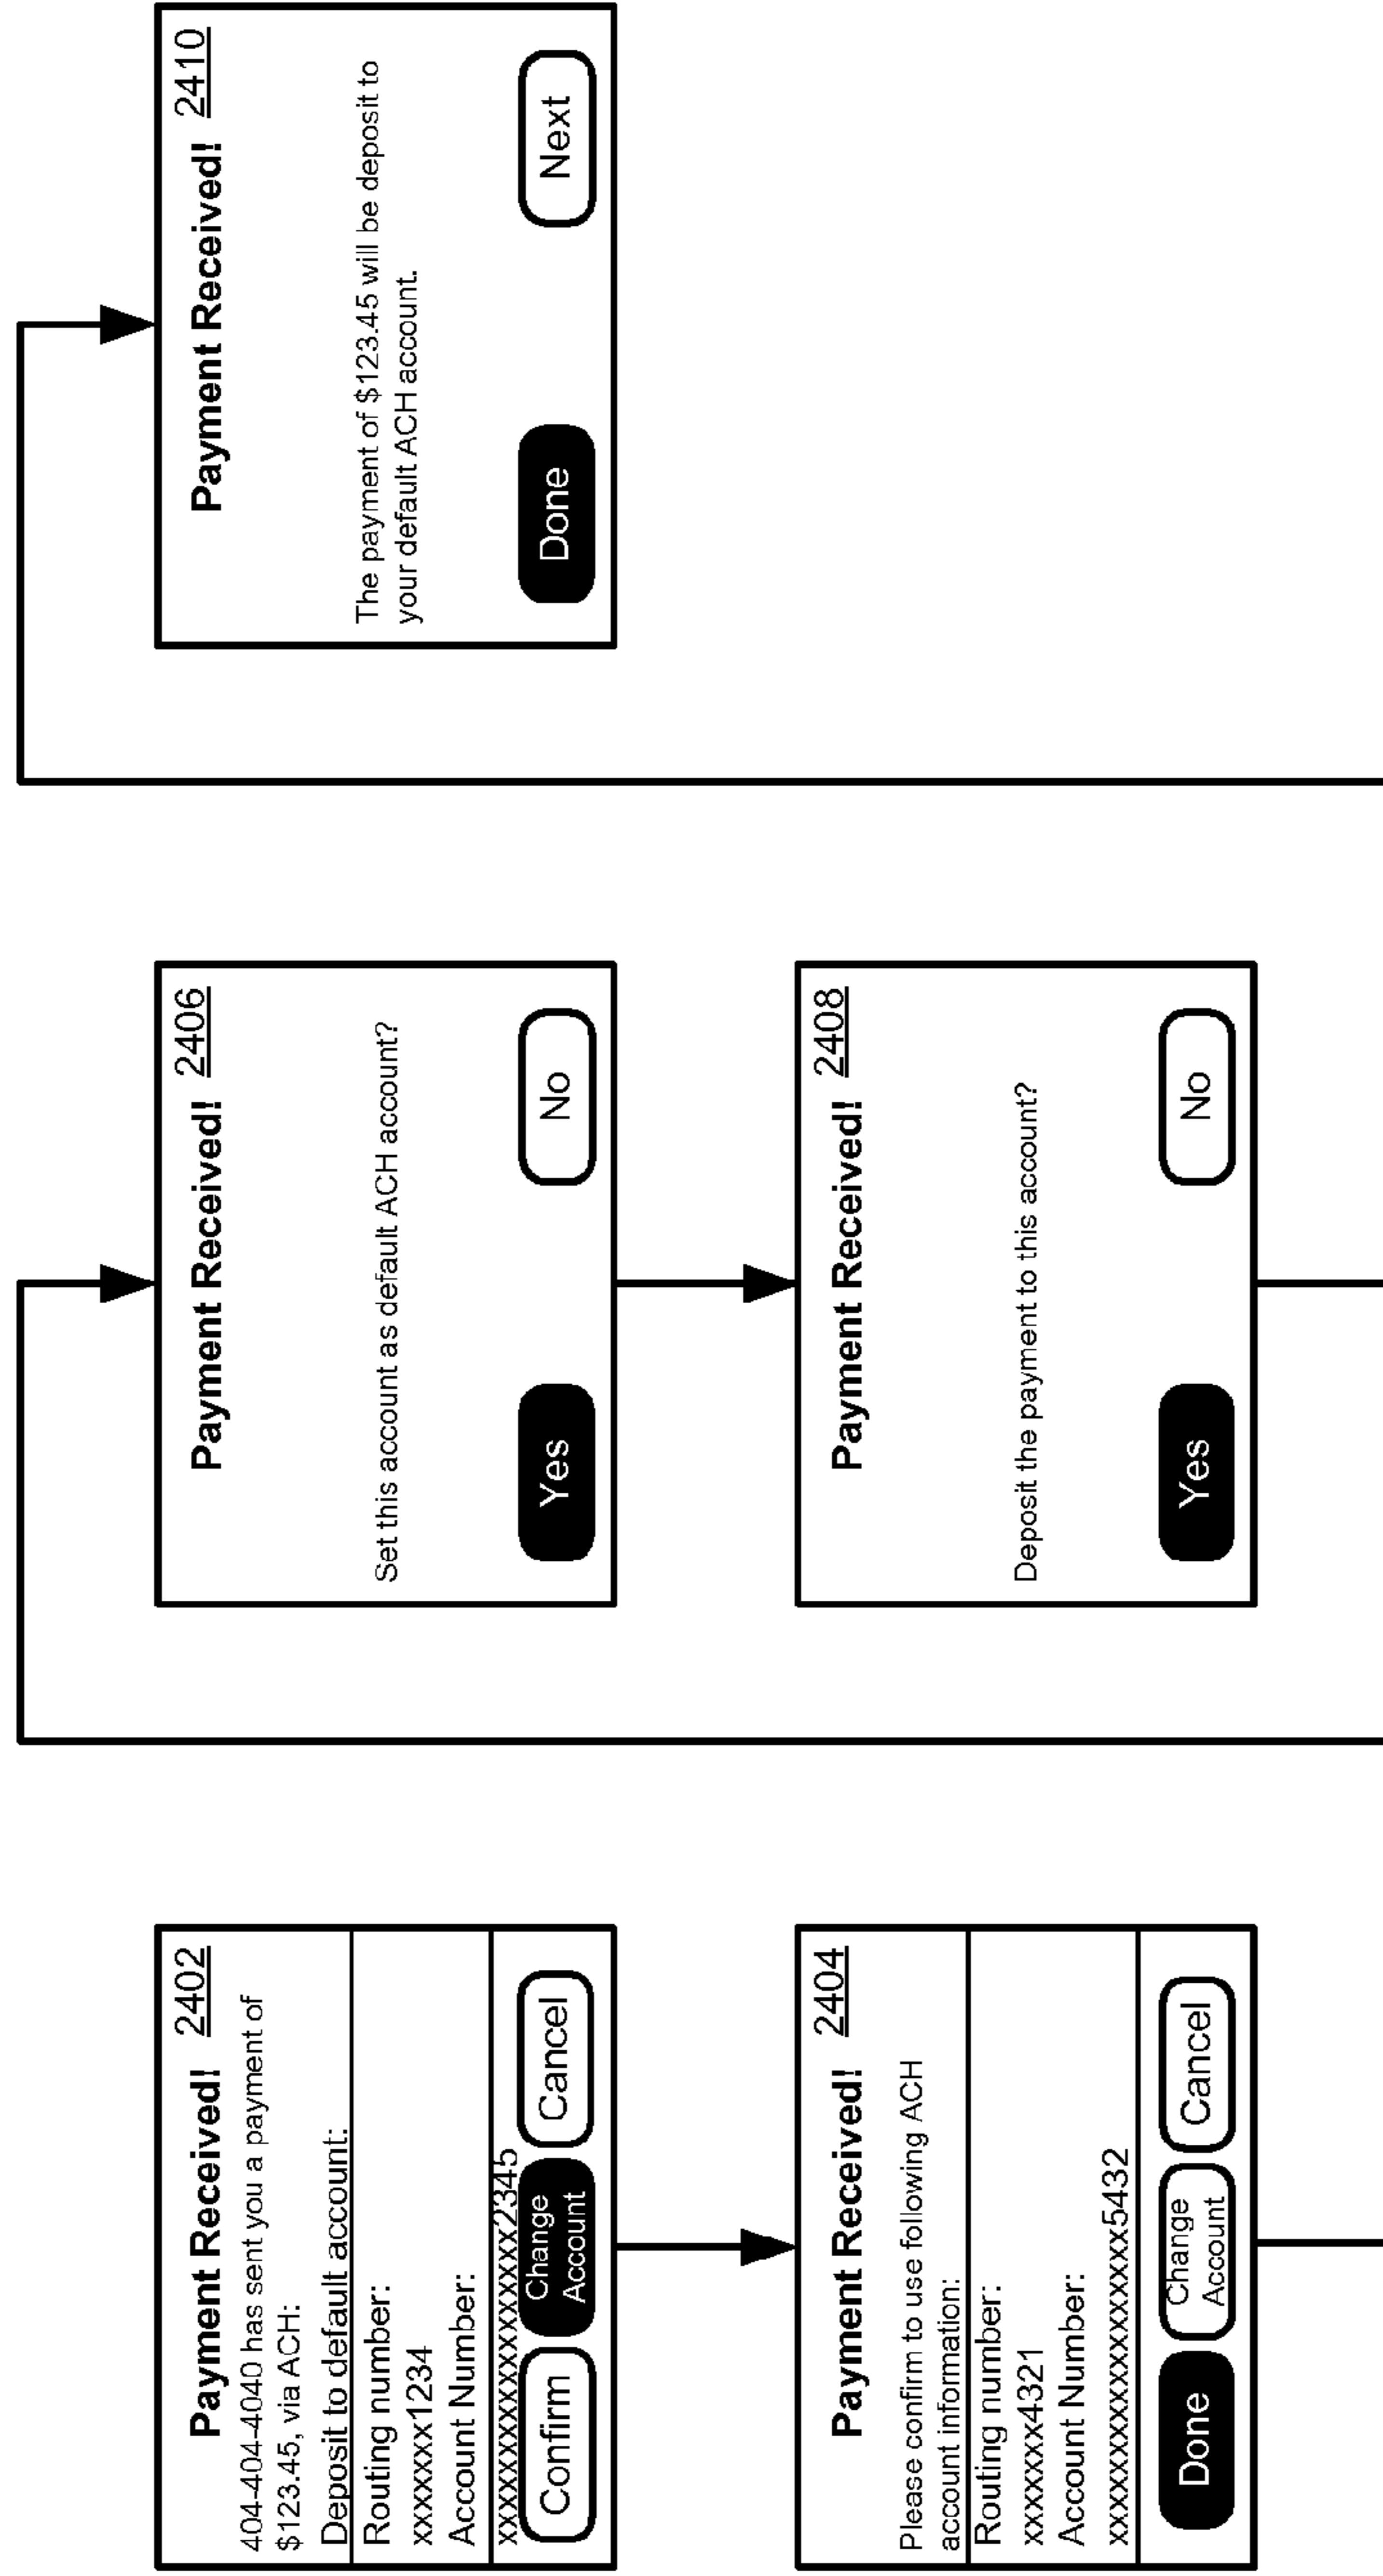 Payment Received! 2402
404-404-4040 has sent you a payment of
$123.45, via ACH:
Deposit to default account:
Routing number:
xxxxxxx1234
Account Number:
xxxxxxxxxxxxxxxxxxxxxx2345
Confirm
Change
Account
Cancel
Payment Received! 2404
Please confirm to use following ACH
account information:
Routing number:
xxxxxxx4321
Account Number:
xxxxxxxxxxxxxxxxxxxxxx5432
Done
Change
Account
Cancel
Payment Received! 2406
Set this account as default ACH account?
Yes
No
Payment Received! 2408
Deposit the payment to this account?
Yes
No
Payment Received! 2410
The payment of $123.45 will be deposit to
your default ACH account.
Done
Next